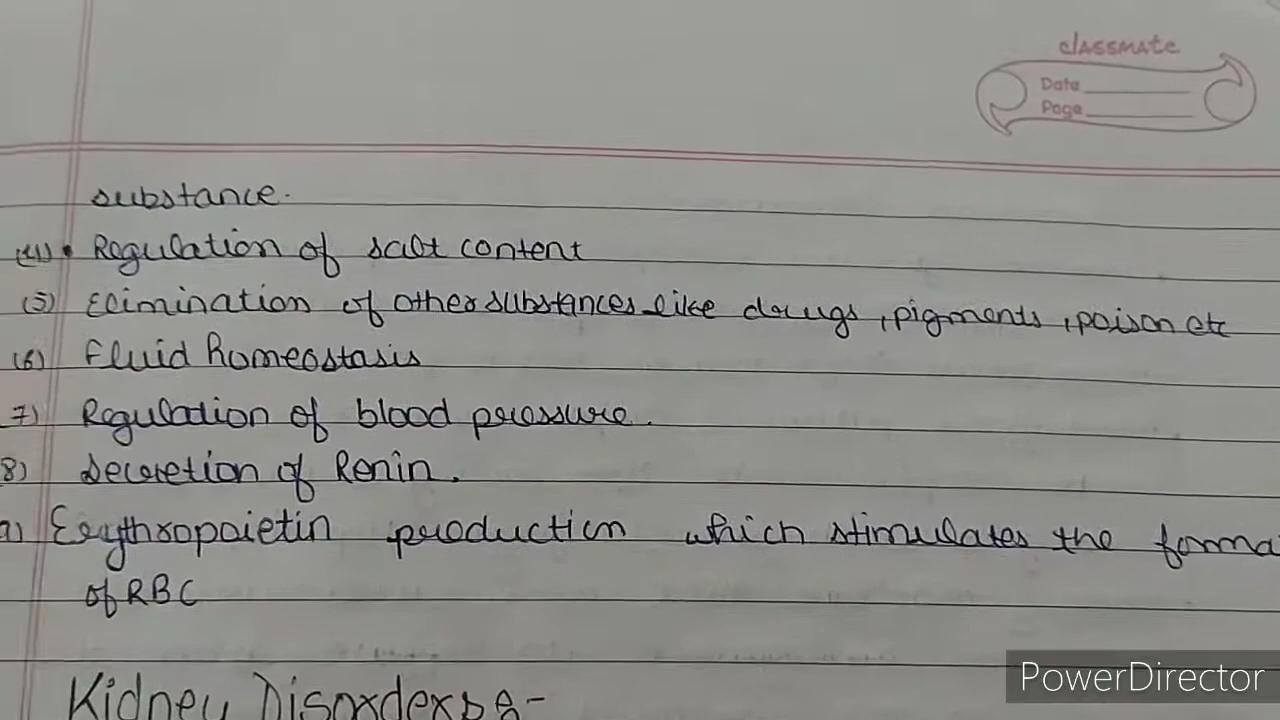 classmate
Date
Page
substance.
(4) • Regulation of salt content
(5) Elimination of other substances like drugs, pigments, poison etc
(6) Fluid homeostasis
7) Regulation of blood pressure.
8) Secretion of Renin.
9) Erythropoietin production which stimulates the forma
of RBC
Kidney Disorders:-
PowerDirector